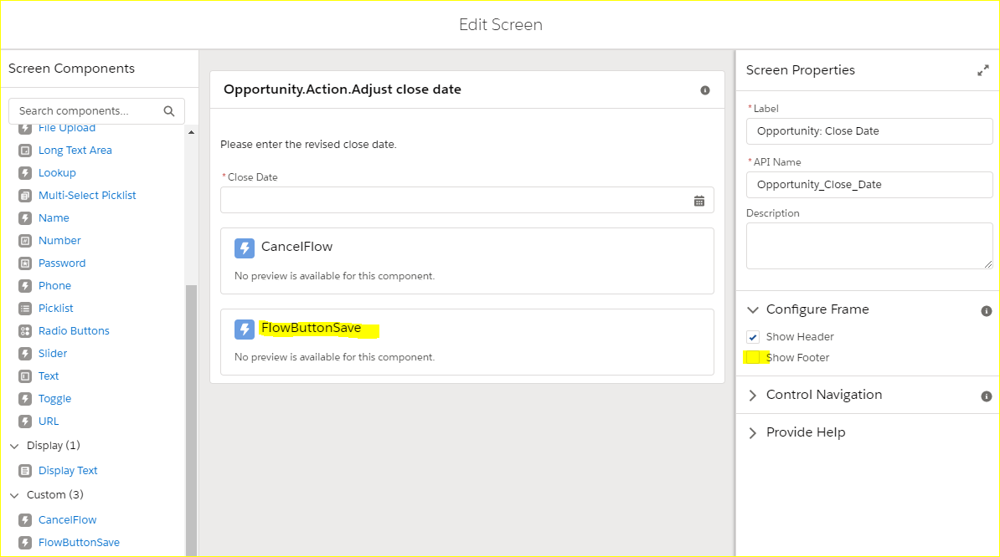 Edit Screen
Screen Components
Search components...
File Upload
Long Text Area
Lookup
Multi-Select Picklist
Name
Number
Password
Phone
Picklist
Radio Buttons
Slider
Text
Toggle
URL
Display (1)
Display Text
Custom (3)
CancelFlow
FlowButtonSave
Opportunity.Action.Adjust close date
Please enter the revised close date.
* Close Date
CancelFlow
No preview is available for this component.
FlowButtonSave
No preview is available for this component.
Screen Properties
* Label
Opportunity: Close Date
* API Name
Opportunity_Close_Date
Description
Configure Frame
Show Header
Show Footer
Control Navigation
Provide Help